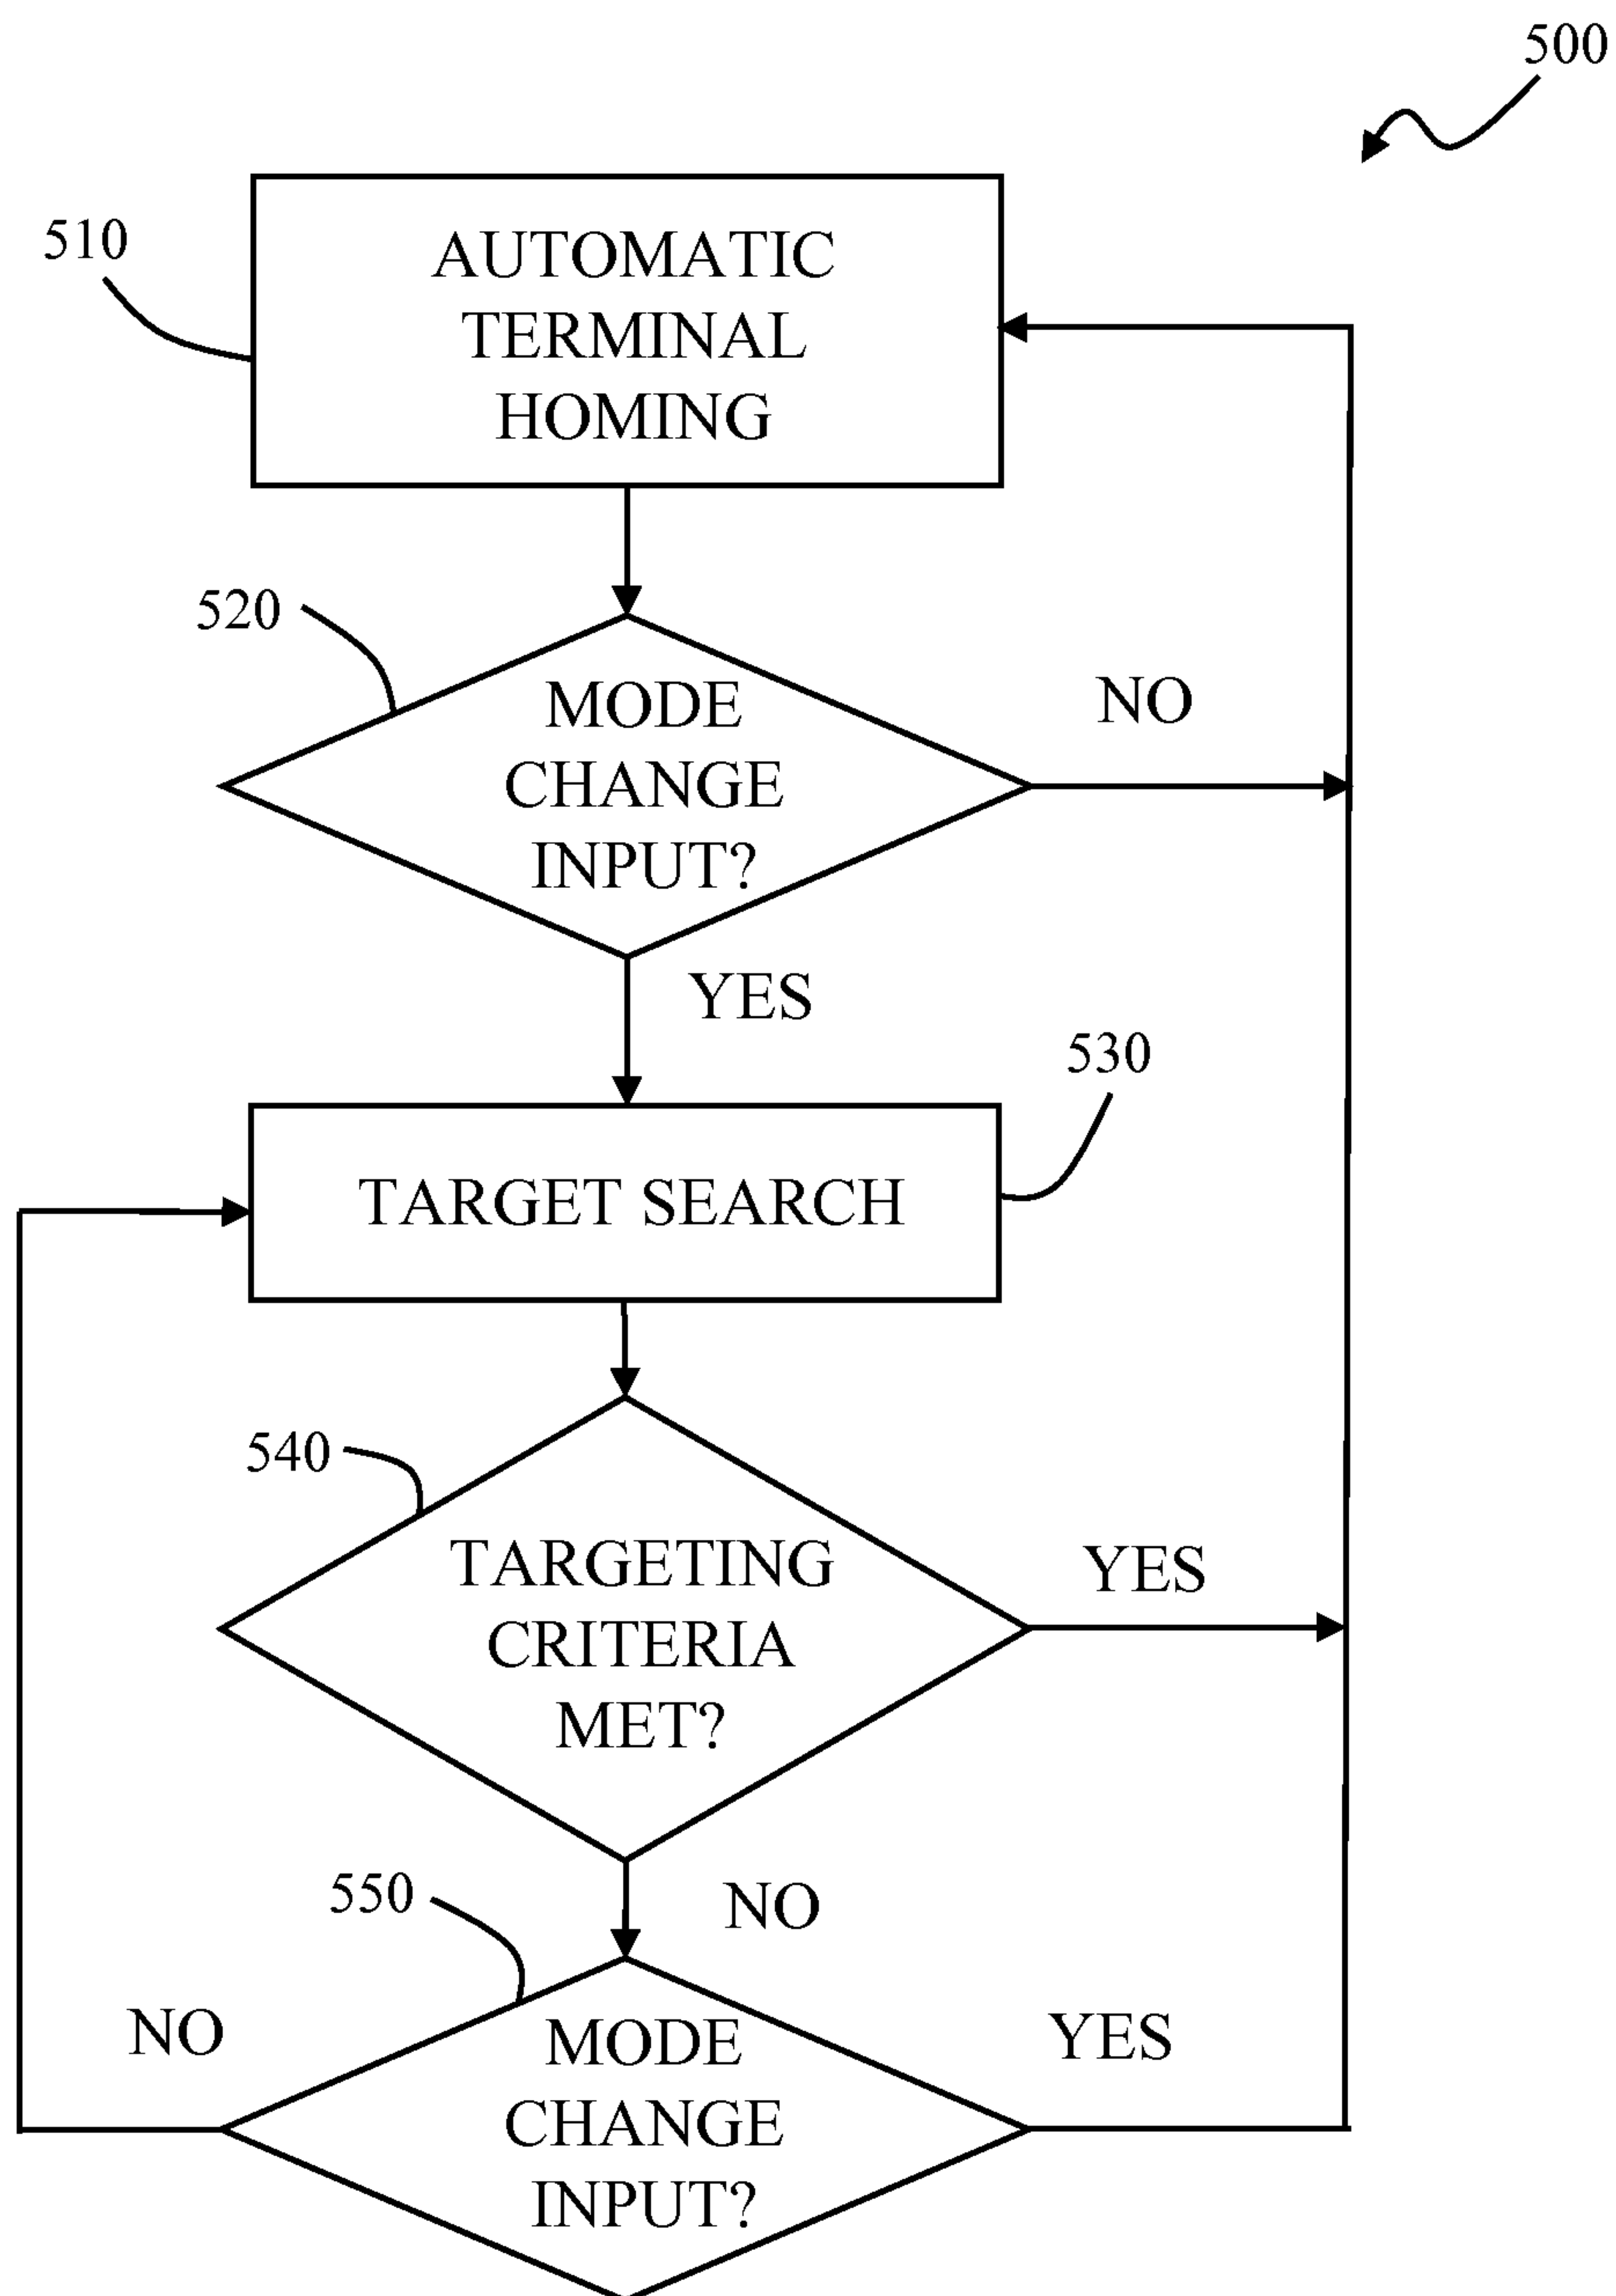 500
510
AUTOMATIC
TERMINAL
HOMING
520
MODE
CHANGE
INPUT?
NO
YES
530
TARGET SEARCH
540
TARGETING
CRITERIA
MET?
YES
550
NO
NO
MODE
CHANGE
INPUT?
YES